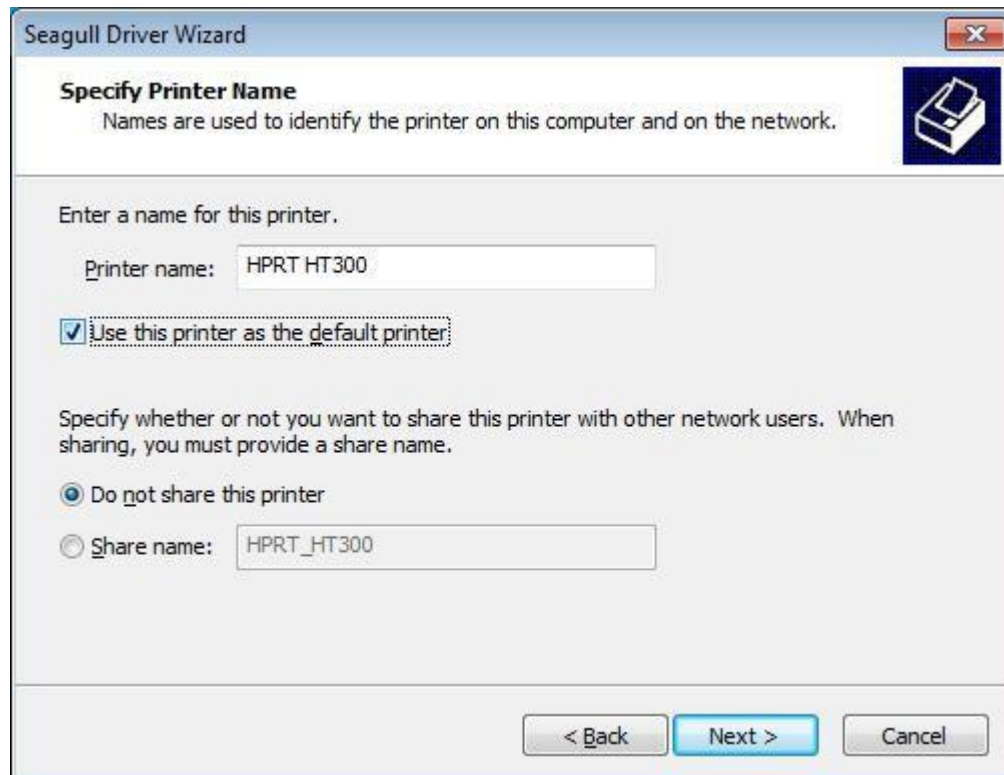 Seagull Driver Wizard
Specify Printer Name
Names are used to identify the printer on this computer and on the network.
Enter a name for this printer.
Printer name: HPRT HT300
Use this printer as the default printer
Specify whether or not you want to share this printer with other network users. When
sharing, you must provide a share name.
Do not share this printer
Share name: HPRT_HT300
< Back Next > Cancel